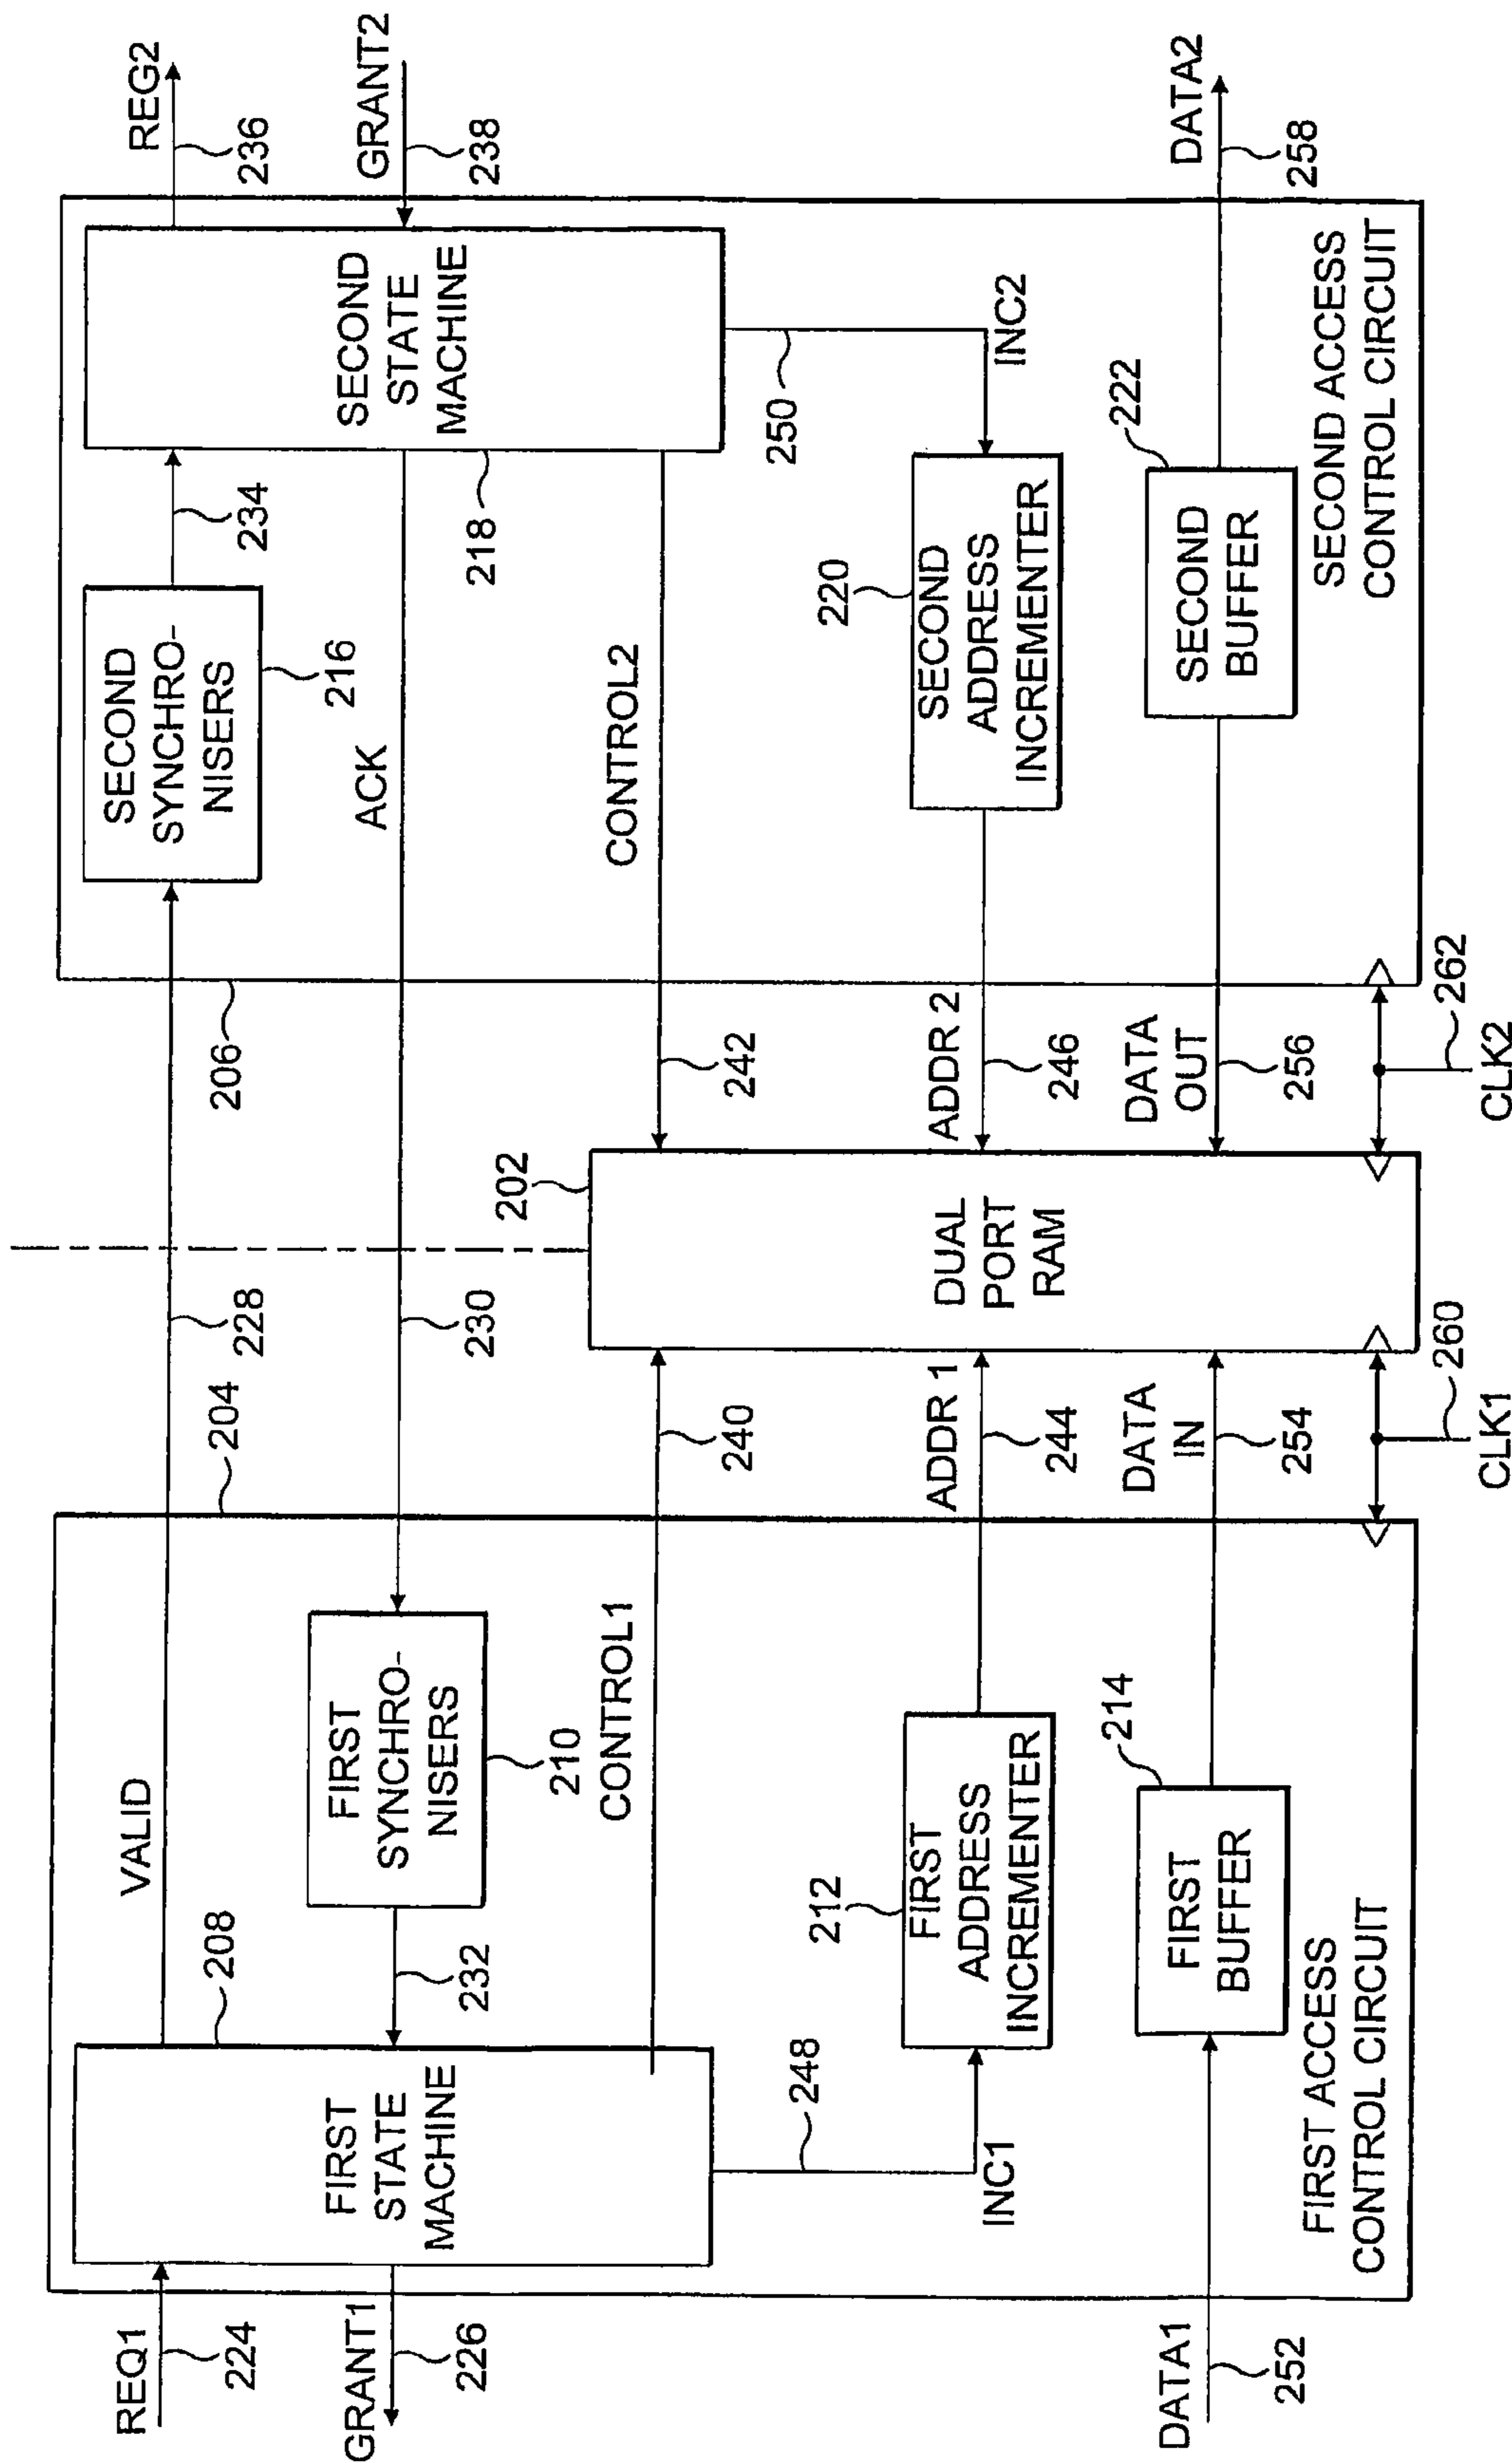 REQ1
224
GRANT1
226
208
FIRST
STATE
MACHINE
VALID
204
228
232
FIRST
SYNCHRO-
NISERS
210
230
CONTROL1
240
248
INC1
212
FIRST
ADDRESS
INCREMENTER
ADDR 1
244
DATA1
252
214
FIRST
BUFFER
DATA
IN
254
FIRST ACCESS
CONTROL CIRCUIT
260
CLK1
202
DUAL
PORT
RAM
206
SECOND
SYNCHRO-
NISERS
216
234
SECOND
STATE
MACHINE
218
REG2
236
GRANT2
238
ACK
CONTROL2
242
250
INC2
220
SECOND
ADDRESS
INCREMENTER
ADDR 2
246
222
SECOND
BUFFER
DATA
OUT
256
DATA2
258
SECOND ACCESS
CONTROL CIRCUIT
262
CLK2